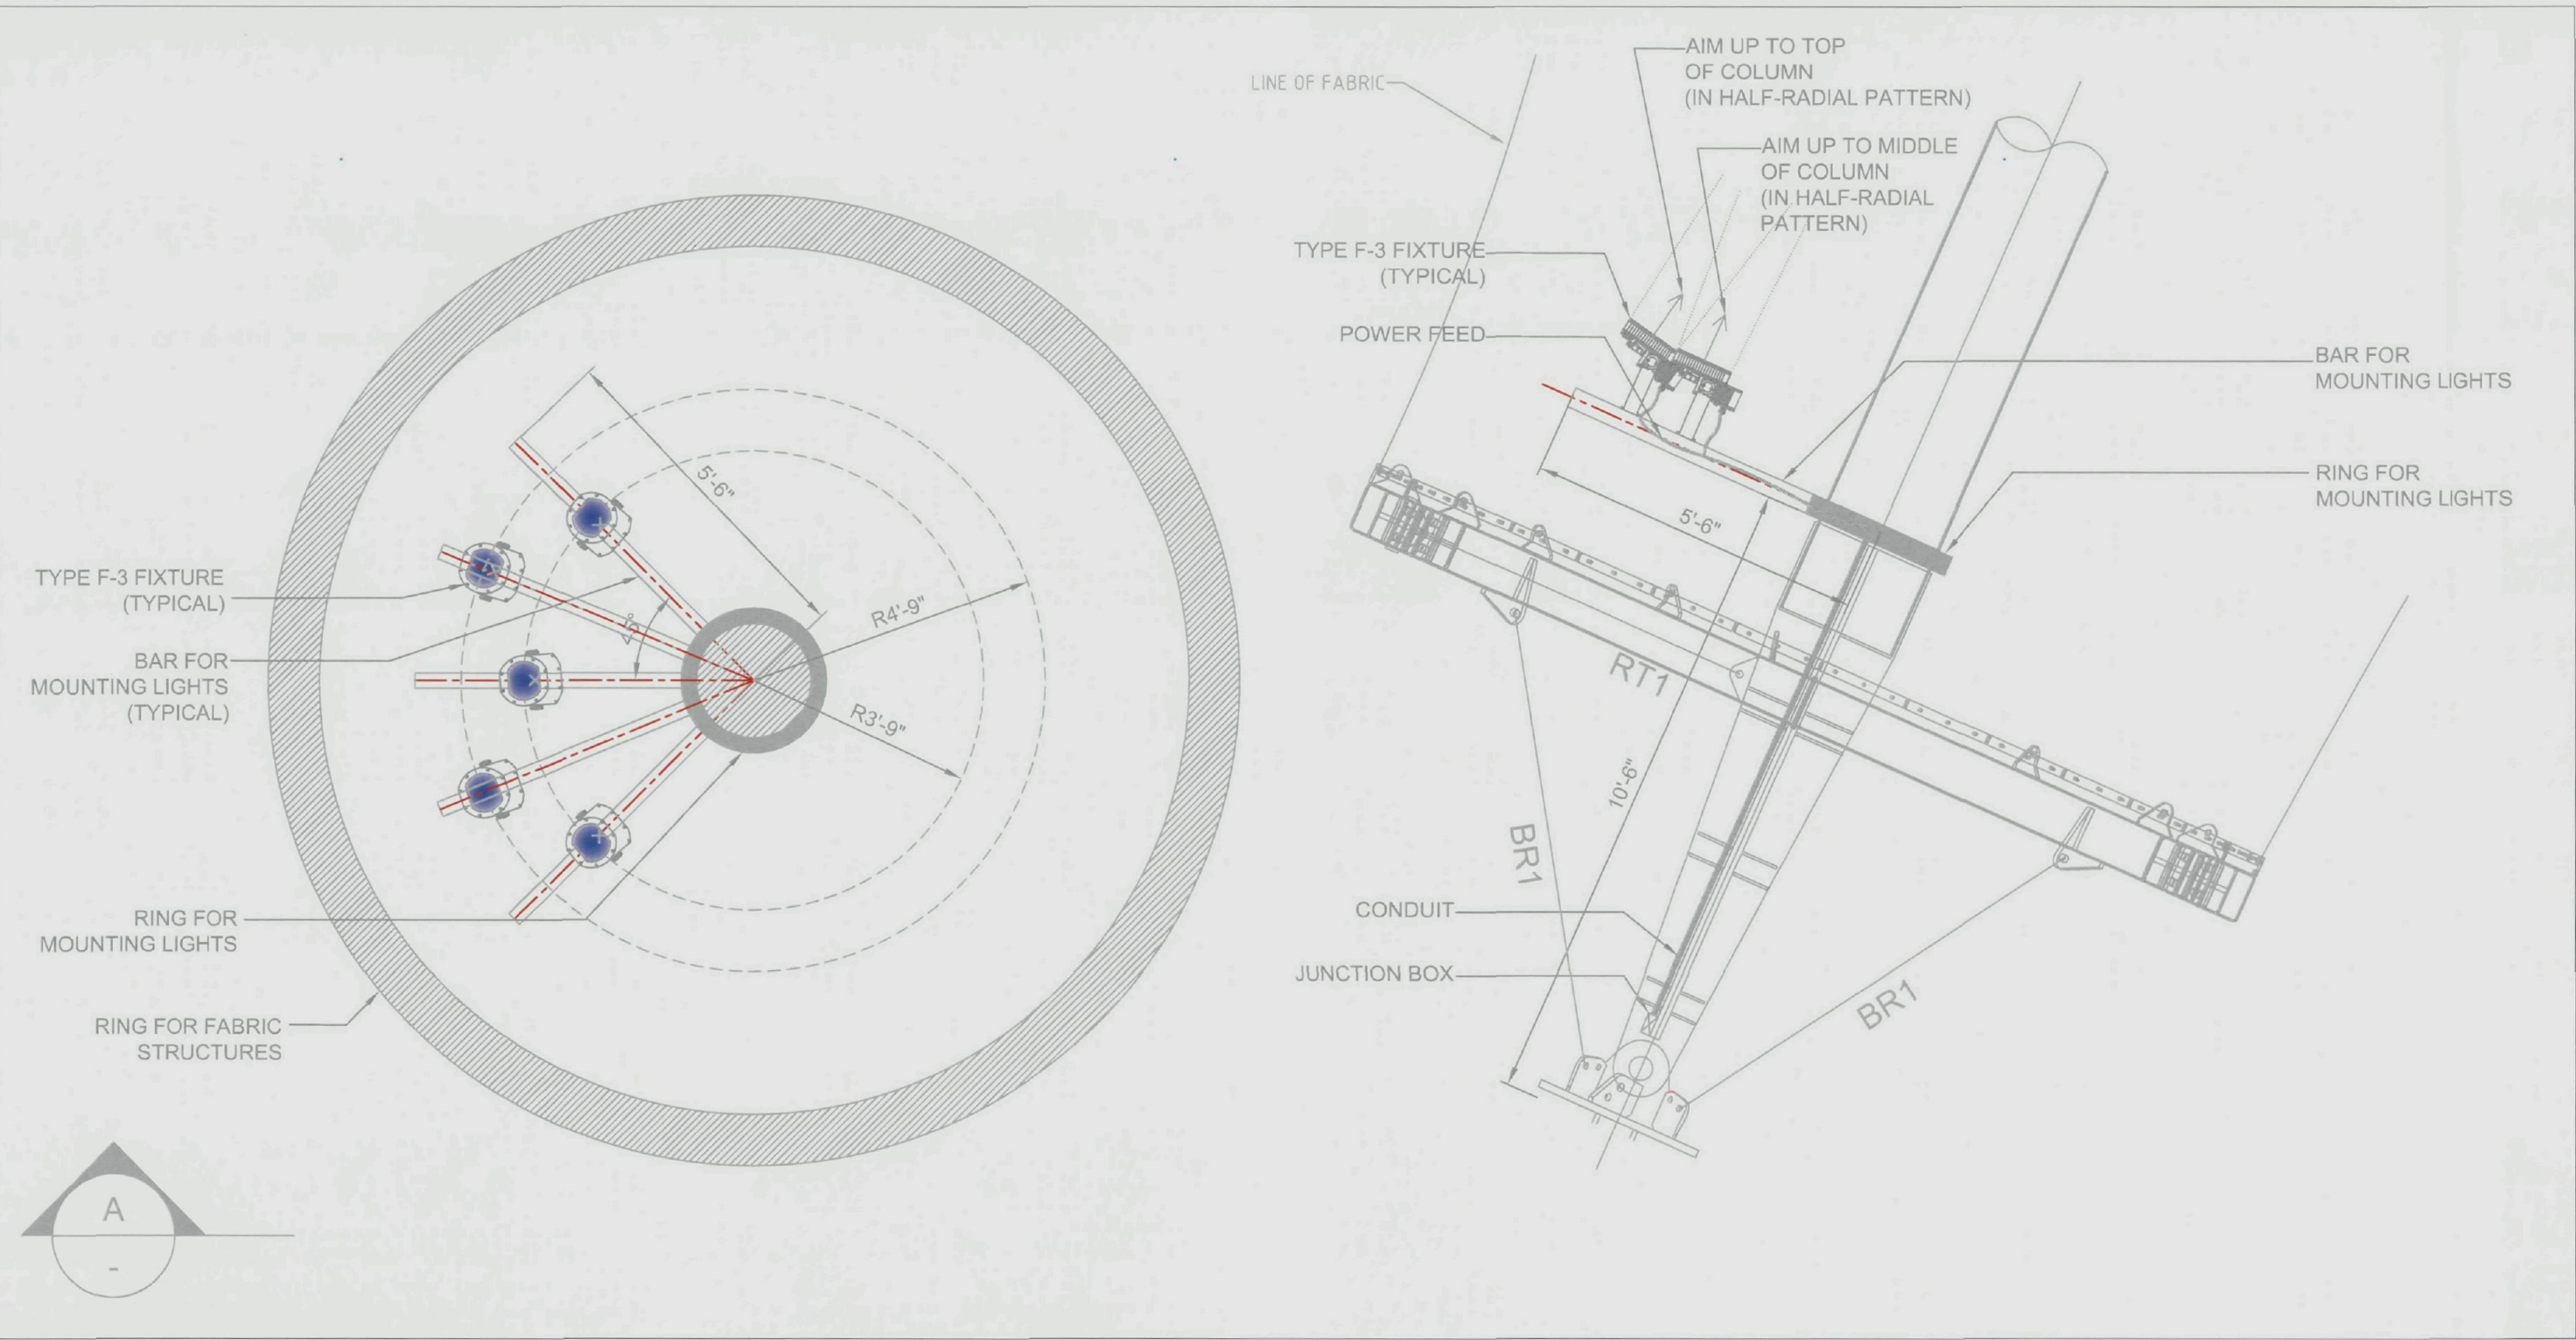 LINE OF FABRIC
AIM UP TO TOP
OF COLUMN
(IN HALF-RADIAL PATTERN)
AIM UP TO MIDDLE
OF COLUMN
(IN HALF-RADIAL
PATTERN)
TYPE F-3 FIXTURE
(TYPICAL)
POWER FEED
BAR FOR
MOUNTING LIGHTS
RING FOR
MOUNTING LIGHTS
5'-6"
5'-6"
TYPE F-3 FIXTURE
(TYPICAL)
BAR FOR
MOUNTING LIGHTS
(TYPICAL)
R4'-9"
R3'-9"
RT1
10'-6"
BR1
BR1
RING FOR
MOUNTING LIGHTS
CONDUIT
JUNCTION BOX
RING FOR FABRIC
STRUCTURES
A
-